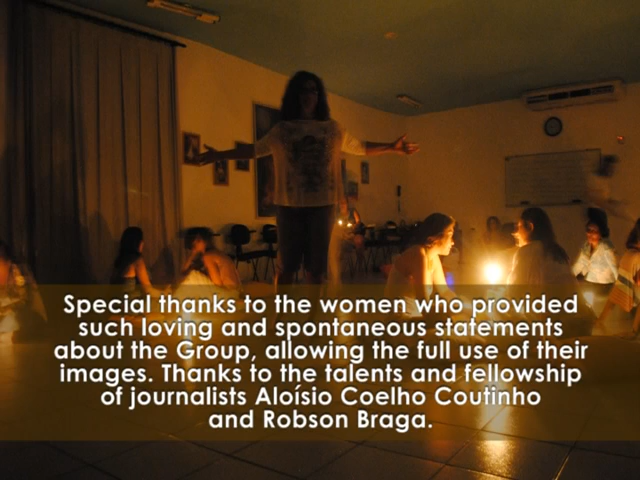 Special thanks to the women who provided
such loving and spontaneous statements
about the Group, allowing the full use of their
images. Thanks to the talents and fellowship
of journalists Aloísio Coelho Coutinho
and Robson Braga.